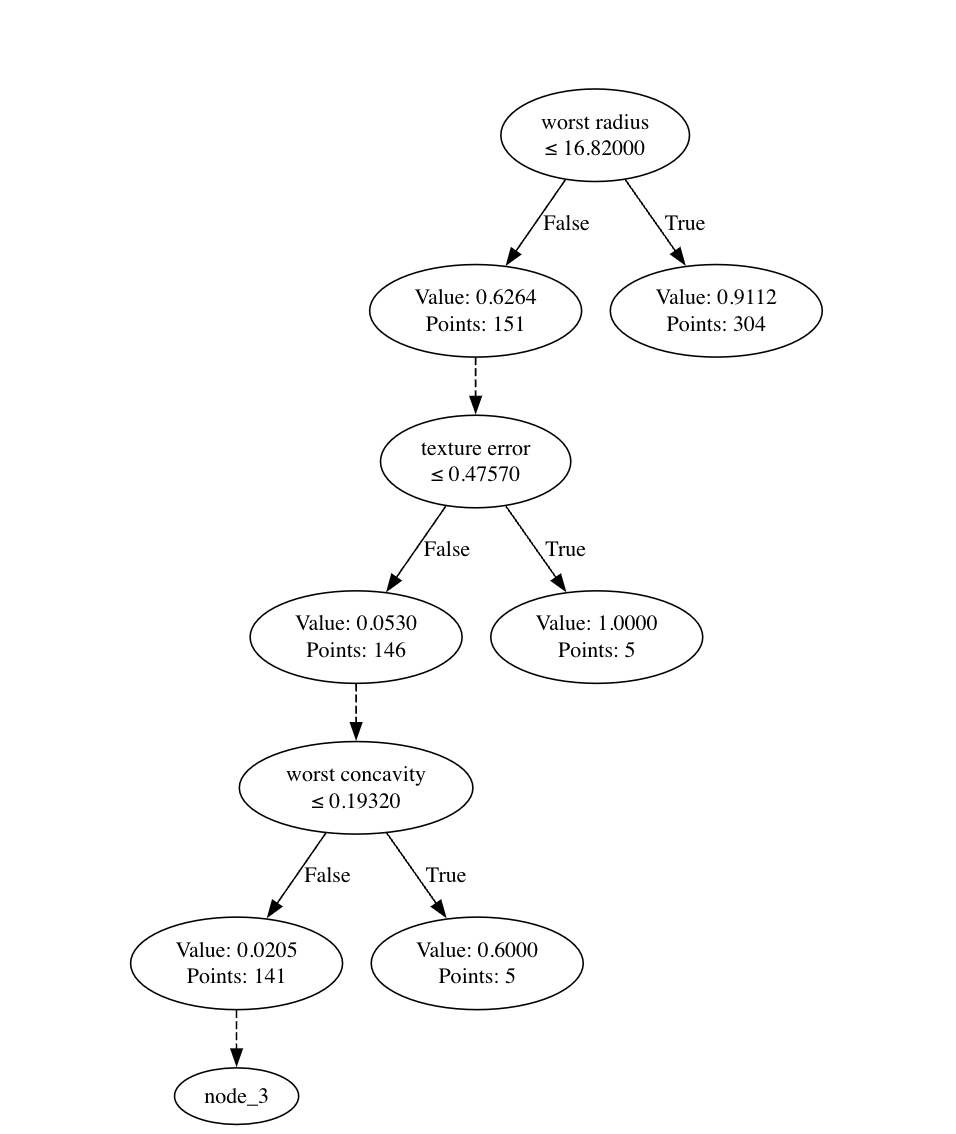 worst radius
≤ 16.82000
False
True
Value: 0.6264
Points: 151
Value: 0.9112
Points: 304
texture error
≤ 0.47570
False
True
Value: 0.0530
Points: 146
Value: 1.0000
Points: 5
worst concavity
≤ 0.19320
False
True
Value: 0.0205
Points: 141
Value: 0.6000
Points: 5
node_3